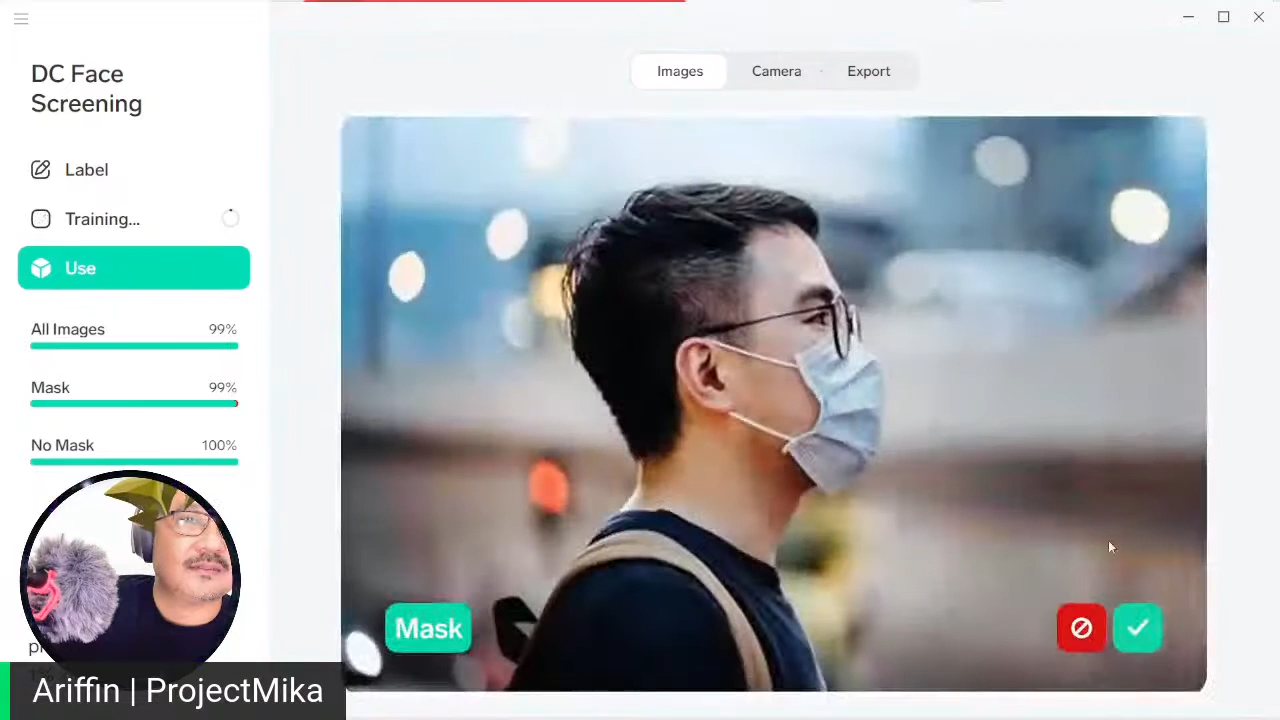 DC Face
Screening
Label
Training...
Use
All Images 99%
Mask 99%
No Mask 100%
Images Camera Export
Mask
Ariffin | ProjectMika